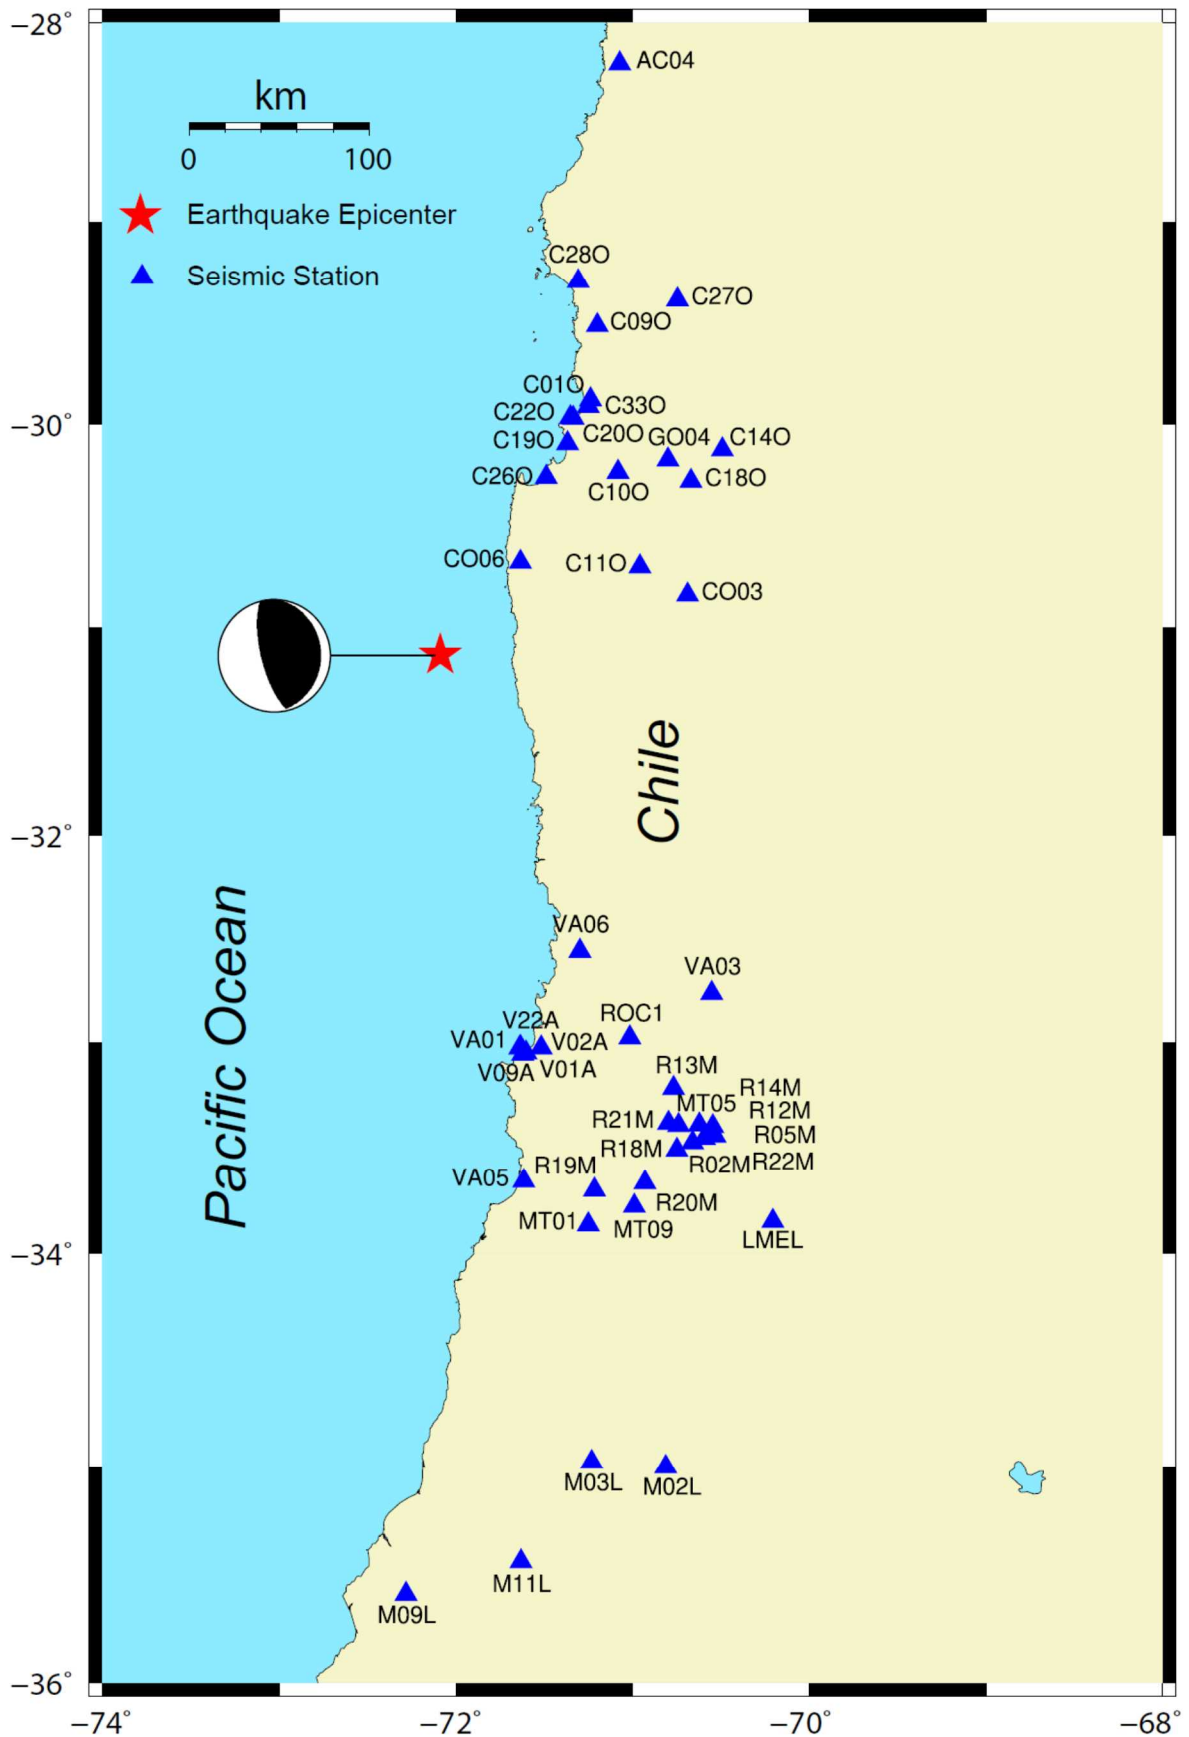 −28°
AC04
km
0 100
Earthquake Epicenter
Seismic Station
C28O
C27O
C09O
C01O
C33O
C22O
−30°
C20O
GO04
C14O
C19O
C26O
C10O
C18O
CO06
C11O
CO03
Chile
−32°
Pacific Ocean
VA06
VA03
ROC1
V22A
VA01
V02A
V09A
V01A
R13M
R14M
MT05
R12M
R21M
R05M
R18M
R02M
R22M
R19M
VA05
R20M
MT01
MT09
LMEL
−34°
M03L
M02L
M11L
M09L
−36°
−74° −72° −70° −68°